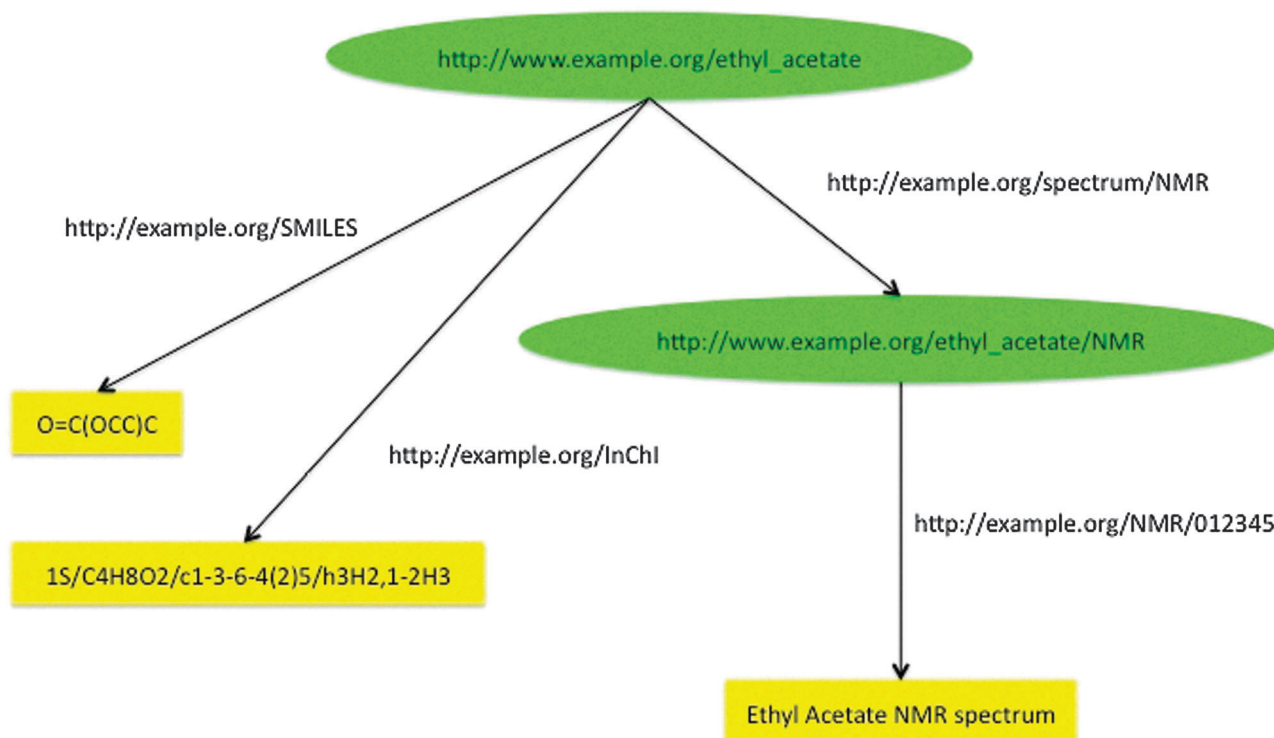 http://www.example.org/ethyl_acetate
http://example.org/spectrum/NMR
http://example.org/SMILES
http://www.example.org/ethyl_acetate/NMR
O=C(OCC)C
http://example.org/InChI
http://example.org/NMR/012345
1S/C4H8O2/c1-3-6-4(2)5/h3H2,1-2H3
Ethyl Acetate NMR spectrum